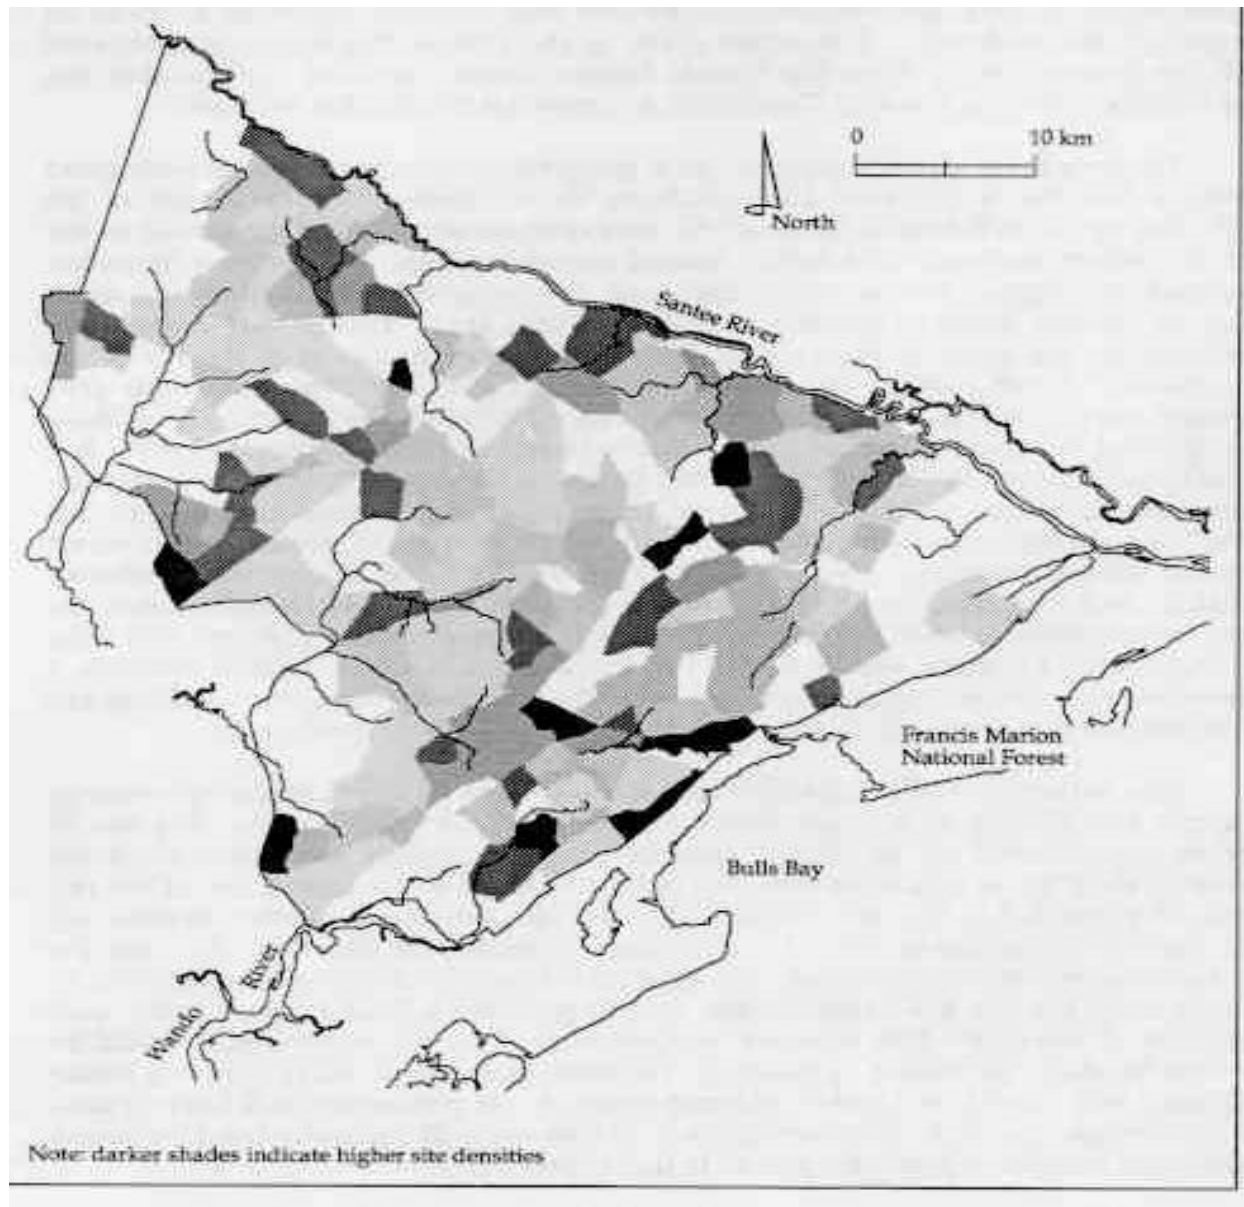 0 10 km
North
Santee River
Francis Marion
National Forest
Bulls Bay
Wando River
Note: darker shades indicate higher site densities